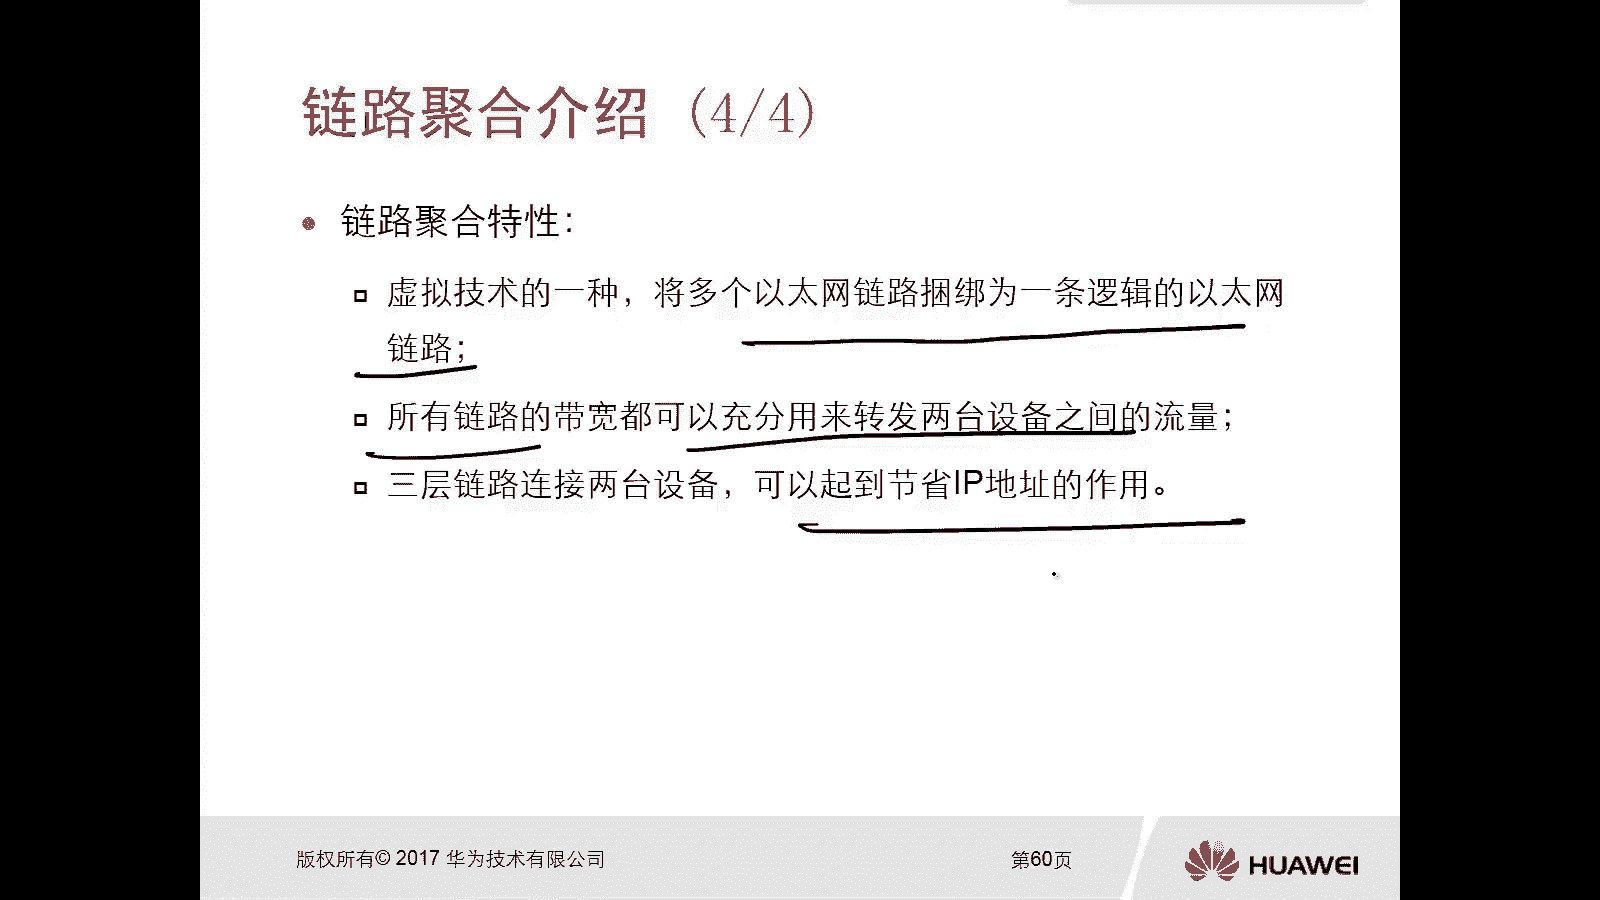 链路聚合介绍 (4/4)
链路聚合特性：
虚拟技术的一种，将多个以太网链路捆绑为一条逻辑的以太网
链路；
所有链路的带宽都可以充分用来转发两台设备之间的流量；
三层链路连接两台设备，可以起到节省IP地址的作用。
版权所有© 2017 华为技术有限公司
第60页
HUAWEI